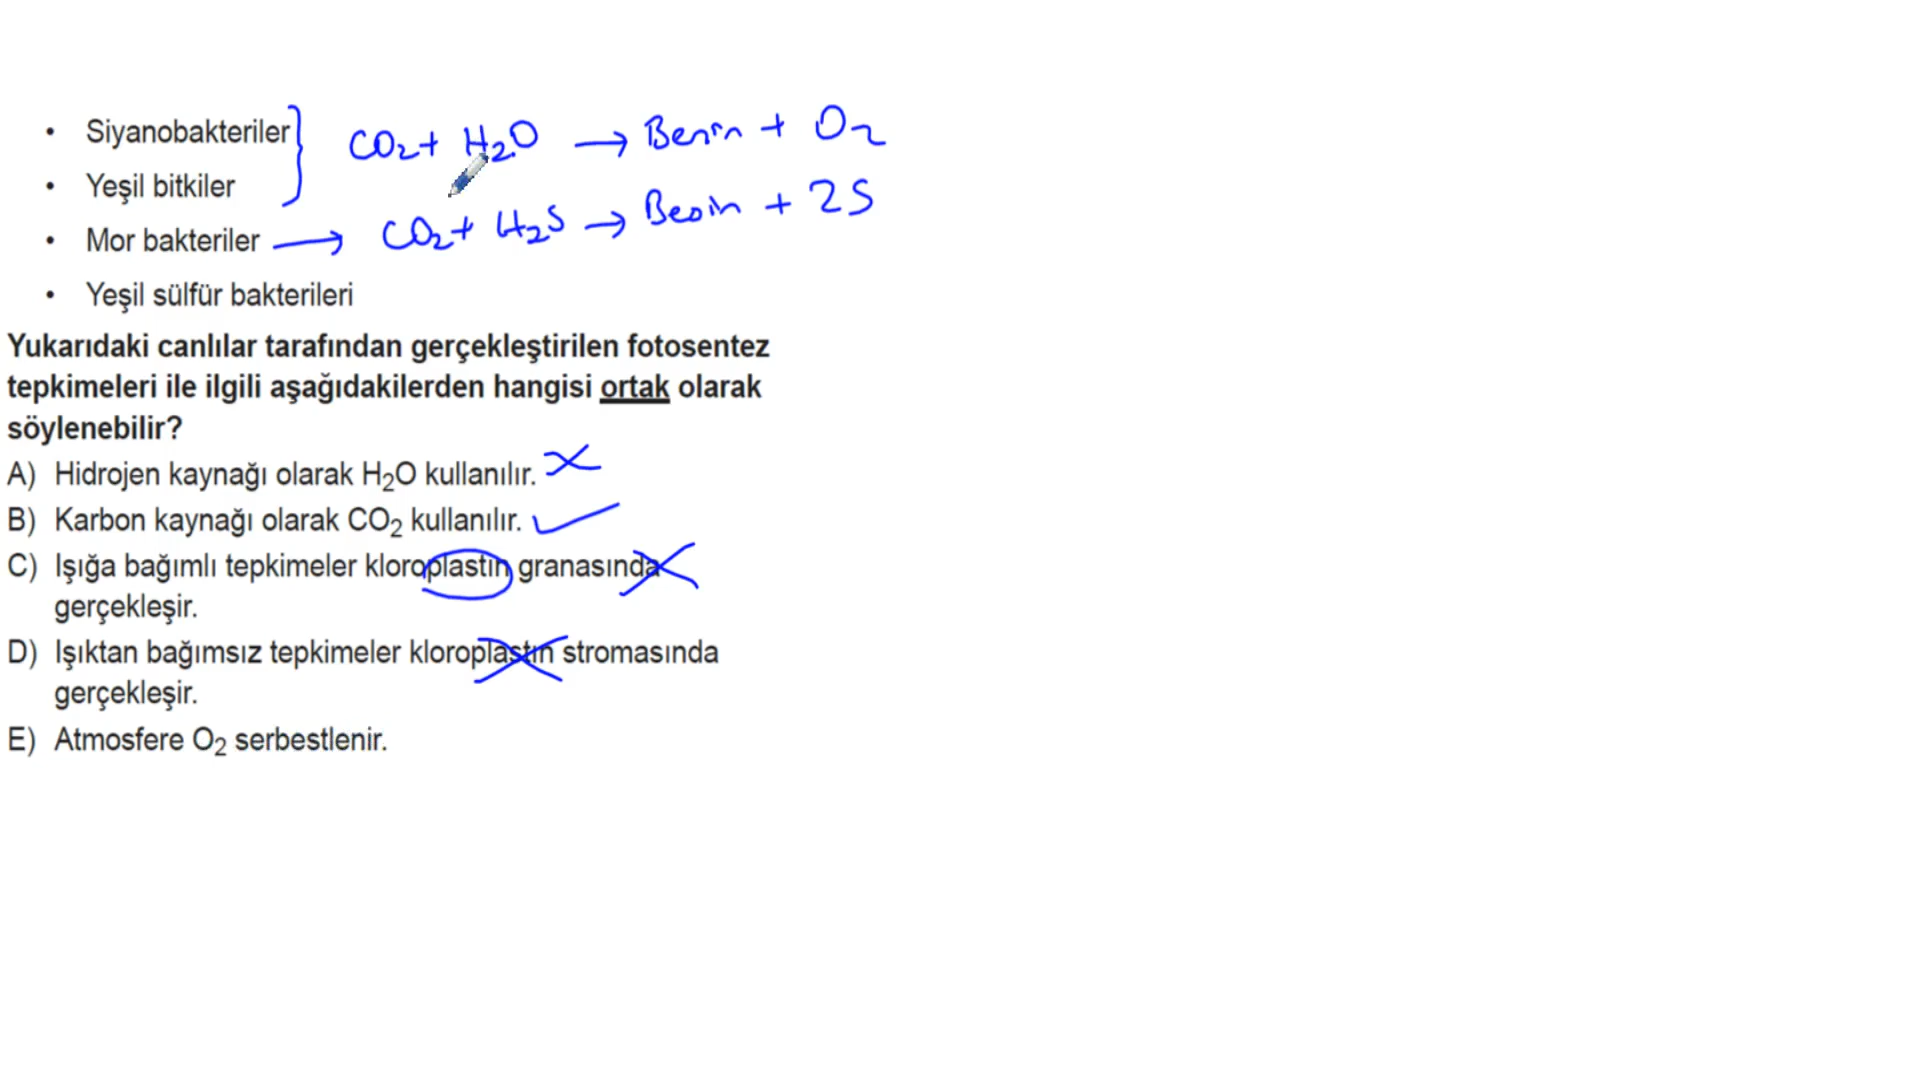 • Siyanobakteriler } CO2 + H2O → Besin + O2
• Yeşil bitkiler
• Mor bakteriler → CO2 + H2S → Besin + 2S
• Yeşil sülfür bakterileri
Yukarıdaki canlılar tarafından gerçekleştirilen fotosentez
tepkimeleri ile ilgili aşağıdakilerden hangisi ortak olarak
söylenebilir?
A) Hidrojen kaynağı olarak H2O kullanılır.
B) Karbon kaynağı olarak CO2 kullanılır.
C) Işığa bağımlı tepkimeler kloroplastın granasında
gerçekleşir.
D) Işıktan bağımsız tepkimeler kloroplastın stromasında
gerçekleşir.
E) Atmosfere O2 serbestlenir.